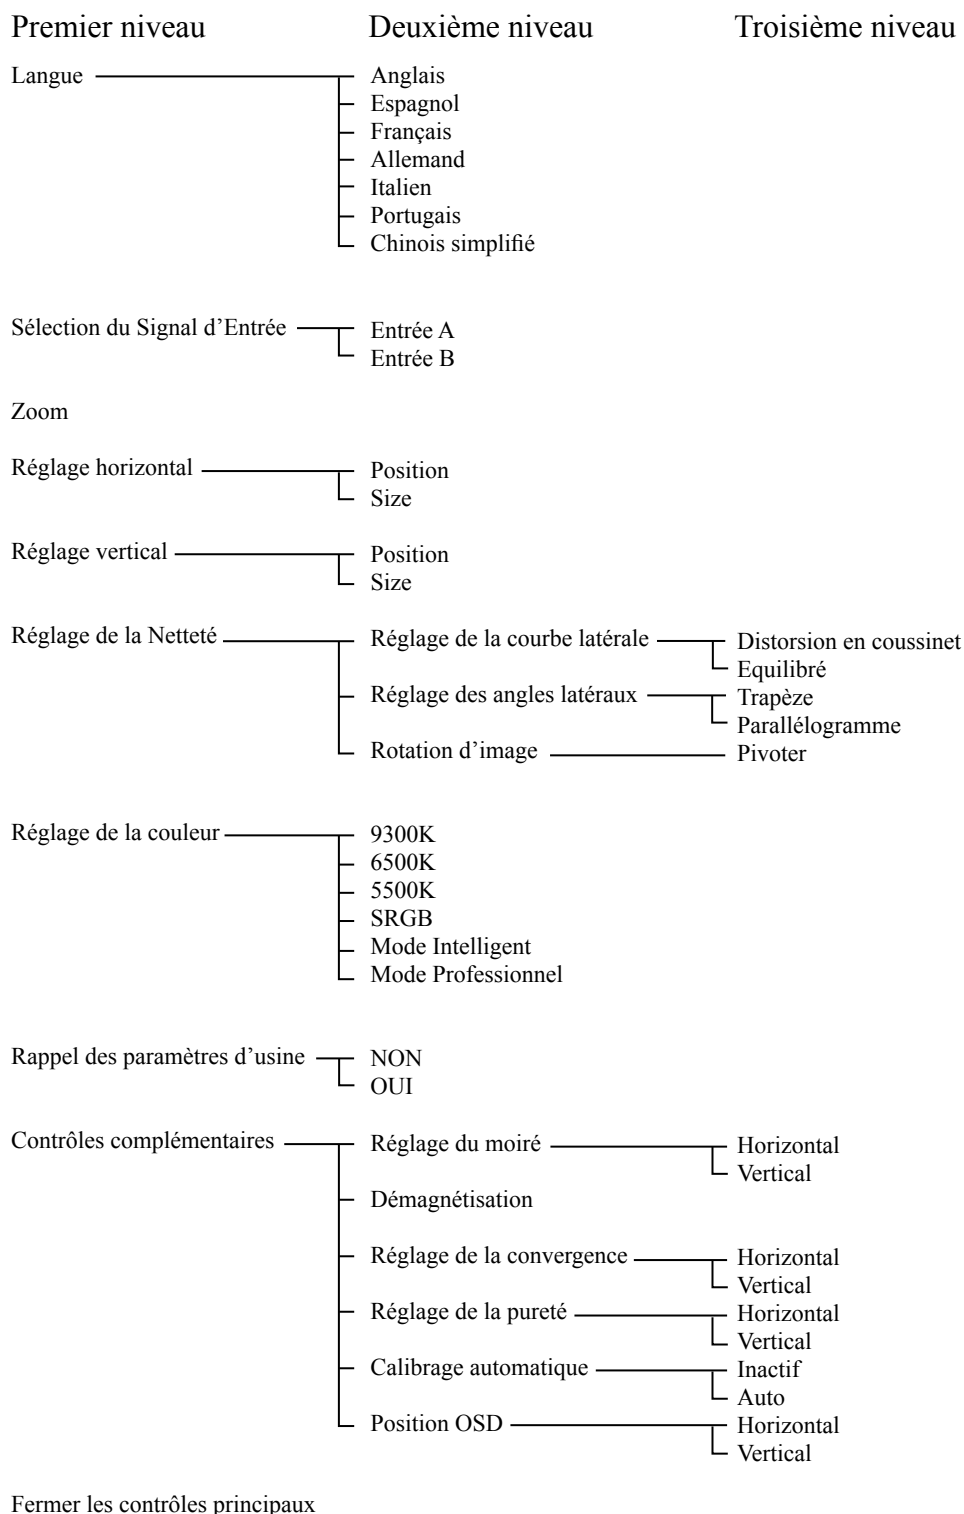 Premier niveau Deuxième niveau Troisième niveau
Langue Anglais
Espagnol
Français
Allemand
Italien
Portugais
Chinois simplifié
Sélection du Signal d’Entrée Entrée A
Entrée B
Zoom
Réglage horizontal Position
Size
Réglage vertical Position
Size
Réglage de la Netteté Réglage de la courbe latérale Distorsion en coussinet
Equilibré
Réglage des angles latéraux Trapèze
Parallélogramme
Rotation d’image Pivoter
Réglage de la couleur 9300K
6500K
5500K
SRGB
Mode Intelligent
Mode Professionnel
Rappel des paramètres d’usine NON
OUI
Contrôles complémentaires Réglage du moiré Horizontal
Vertical
Démagnétisation
Réglage de la convergence Horizontal
Vertical
Réglage de la pureté Horizontal
Vertical
Calibrage automatique Inactif
Auto
Position OSD Horizontal
Vertical
Fermer les contrôles principaux